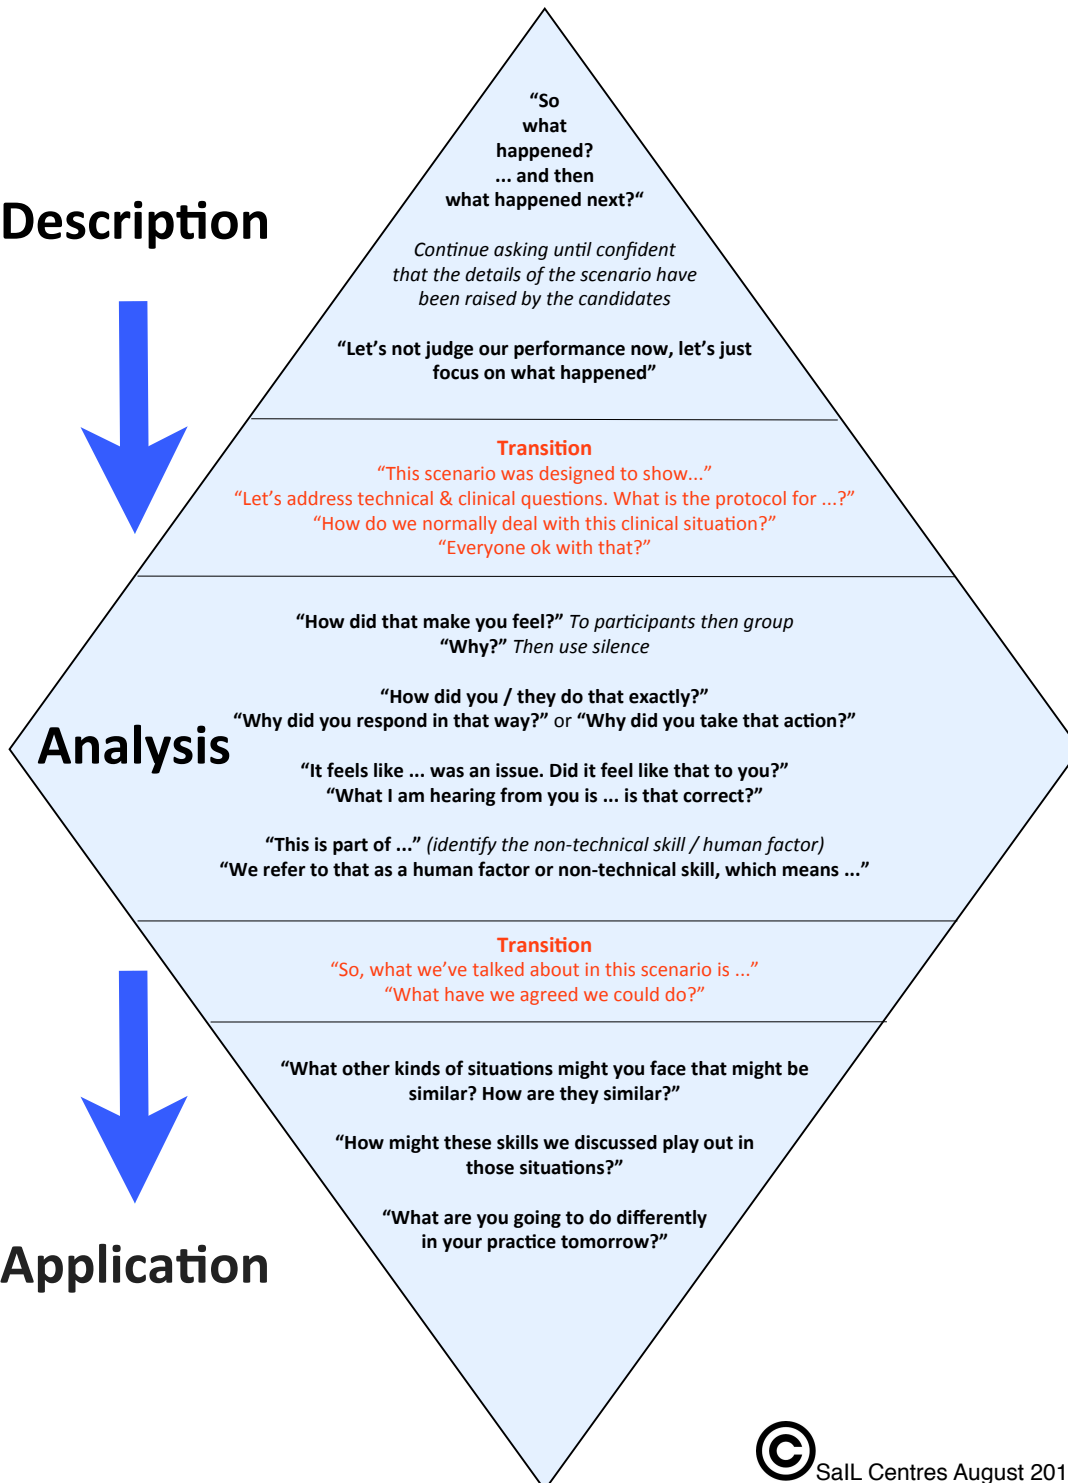 “So
what
happened?
... and then
what happened next?“
Description
Continue asking until confident
that the details of the scenario have
been raised by the candidates
“Let’s not judge our performance now, let’s just
focus on what happened”
Transition
“This scenario was designed to show...”
“Let’s address technical & clinical questions. What is the protocol for ...?”
“How do we normally deal with this clinical situation?”
“Everyone ok with that?”
“How did that make you feel?” To participants then group
“Why?” Then use silence
“How did you / they do that exactly?”
“Why did you respond in that way?” or “Why did you take that action?”
Analysis
“It feels like ... was an issue. Did it feel like that to you?”
“What I am hearing from you is ... is that correct?”
“This is part of ...” (identify the non-technical skill / human factor)
“We refer to that as a human factor or non-technical skill, which means ...”
Transition
“So, what we’ve talked about in this scenario is ...”
“What have we agreed we could do?”
“What other kinds of situations might you face that might be
similar? How are they similar?”
“How might these skills we discussed play out in
those situations?”
“What are you going to do differently
in your practice tomorrow?”
Application
© SaIL Centres August 201